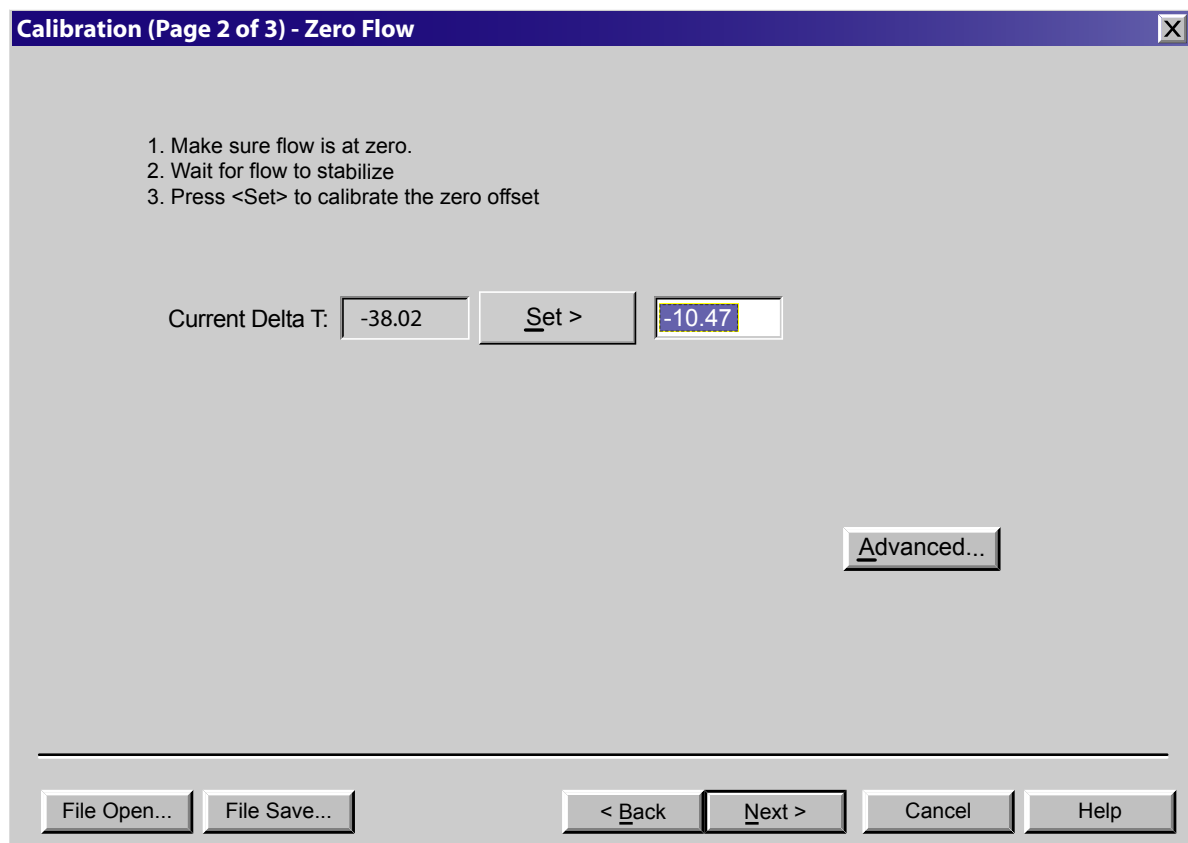 Calibration (Page 2 of 3) - Zero Flow
X
1. Make sure flow is at zero.
2. Wait for flow to stabilize
3. Press <Set> to calibrate the zero offset
Current Delta T: -38.02 Set > -10.47
Advanced...
File Open... File Save... < Back Next > Cancel Help